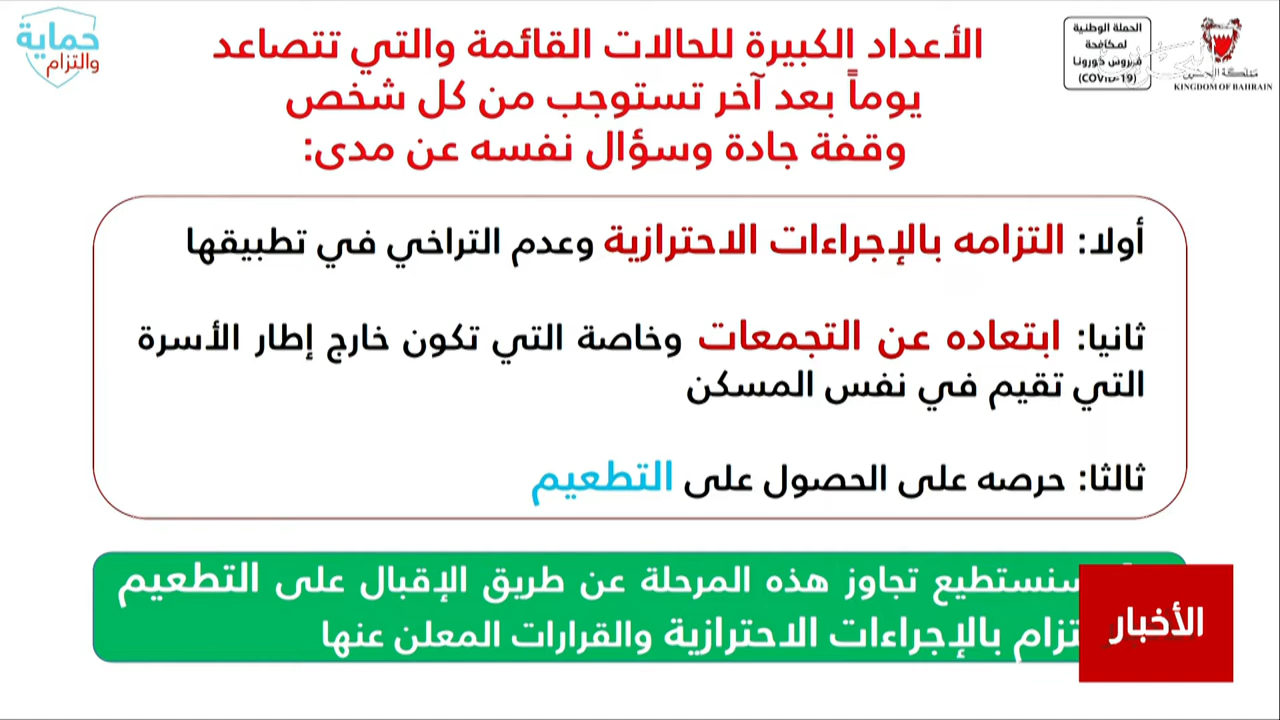 حماية
والتزام
الحملة الوطنية
لمكافحة
فيروس كورونا
(COVID-19)
KINGDOM OF BAHRAIN
الأعداد الكبيرة للحالات القائمة والتي تتصاعد
يوماً بعد آخر تستوجب من كل شخص
وقفة جادة وسؤال نفسه عن مدى:
أولا: التزامه بالإجراءات الاحترازية وعدم التراخي في تطبيقها
ثانيا: ابتعاده عن التجمعات وخاصة التي تكون خارج إطار الأسرة
التي تقيم في نفس المسكن
ثالثا: حرصه على الحصول على التطعيم
سنستطيع تجاوز هذه المرحلة عن طريق الإقبال على التطعيم
بالإجراءات الاحترازية والقرارات المعلن عنها
الأخبار